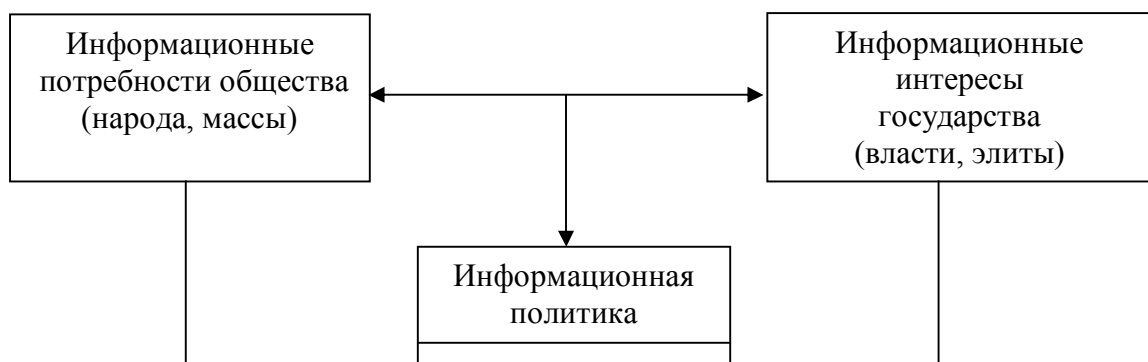 Информационные
потребности общества
(народа, массы)
Информационные
интересы
государства
(власти, элиты)
Информационная
политика